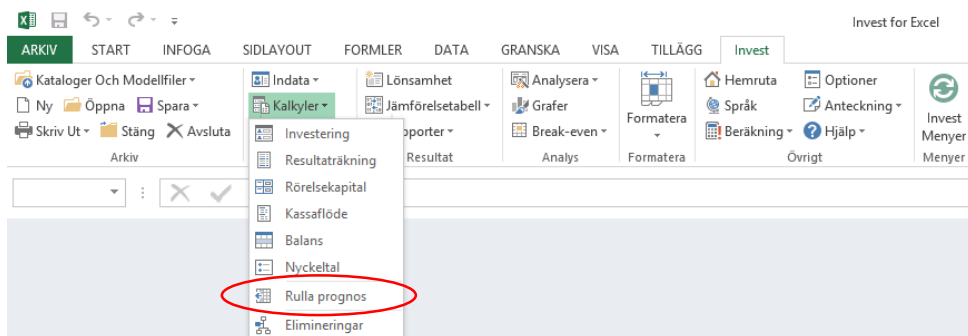 Invest for Excel
ARKIV START INFOGA SIDLAYOUT FORMLER DATA GRANSKA VISA TILLÄGG Invest
Kataloger Och Modellfiler Indata Lönsamhet Analysera Hemruta Optioner
Ny Öppna Spara Kalkyler Jämförelsetabell Grafer Formatera Språk Anteckning Invest
Skriv Ut Stäng Avsluta pporter Break-even Beräkning Hjälp Menyer
Arkiv Resultat Analys Formatera Övrigt Menyer
Investering
Resultaträkning
Rörelsekapital
Kassaflöde
Balans
Nyckeltal
Rulla prognos
Elimineringar